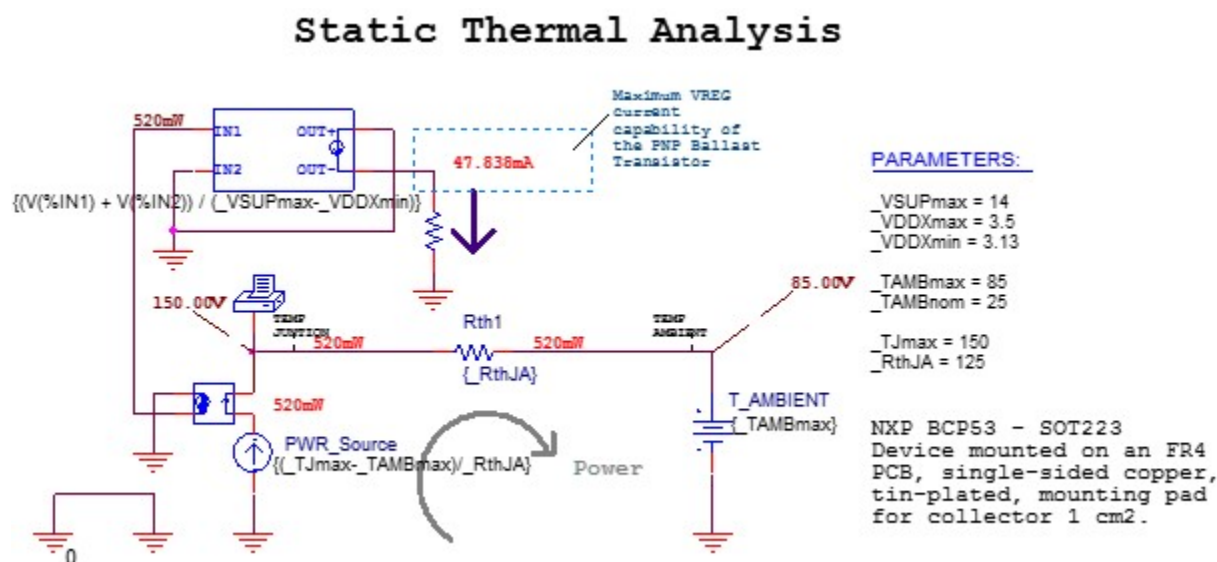 Static Thermal Analysis
Maximum VREG
current
capability of
the PNP Ballast
Transistor
520mW
IN1
OUT+
IN2
OUT-
47.838mA
{(V(%IN1) + V(%IN2)) / (_VSUPmax-_VDDXmin)}
PARAMETERS:
_VSUPmax = 14
_VDDXmax = 3.5
_VDDXmin = 3.13
_TAMBmax = 85
_TAMBnom = 25
_TJmax = 150
_RthJA = 125
150.00V
85.00V
TEMP
JUNTION
520mW
Rth1
520mW
{_RthJA}
TEMP
AMBIENT
520mW
PWR_Source
{(_TJmax-_TAMBmax)/_RthJA}
Power
T_AMBIENT
{_TAMBmax}
NXP BCP53 - SOT223
Device mounted on an FR4
PCB, single-sided copper,
tin-plated, mounting pad
for collector 1 cm2.
0